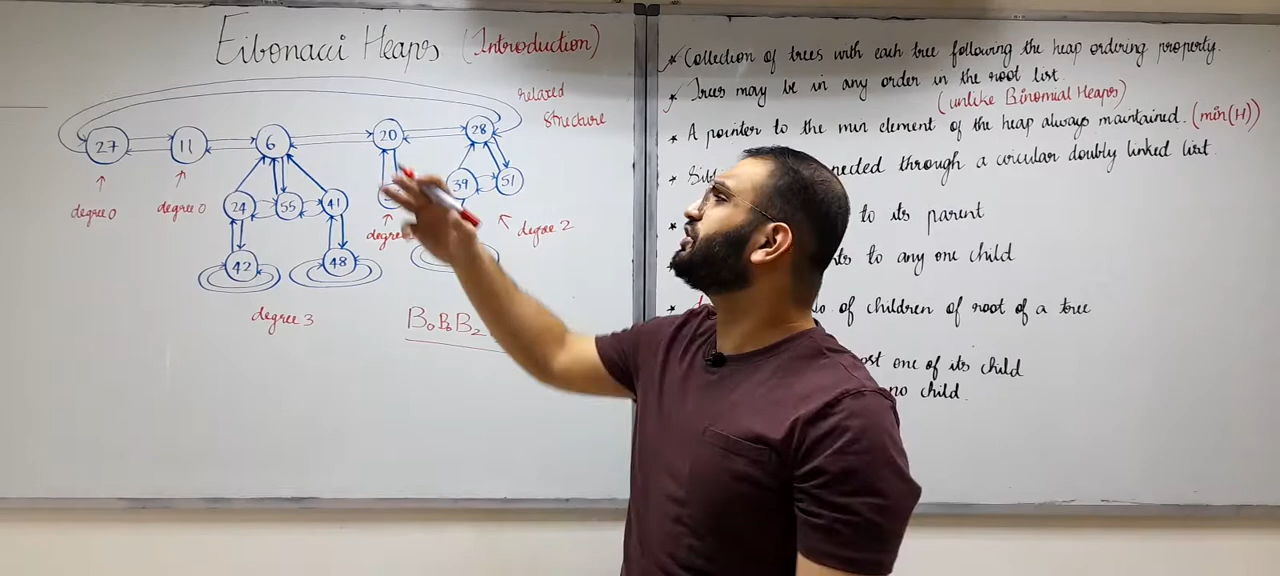 Fibonacci Heaps (Introduction)
relaxed
structure
27 11 6 20 28
24 55 41 39 51
degree 0 degree 0 degree degree 2
42 48
degree 3
B0 B0 B2
* Collection of trees with each tree following the heap ordering property.
* Trees may be in any order in the root list.
(unlike Binomial Heaps)
* A pointer to the min element of the heap always maintained. (min(H))
* through a circular doubly linked list
* to its parent
to any one child
* of children of root of a tree
one of its child
no child.